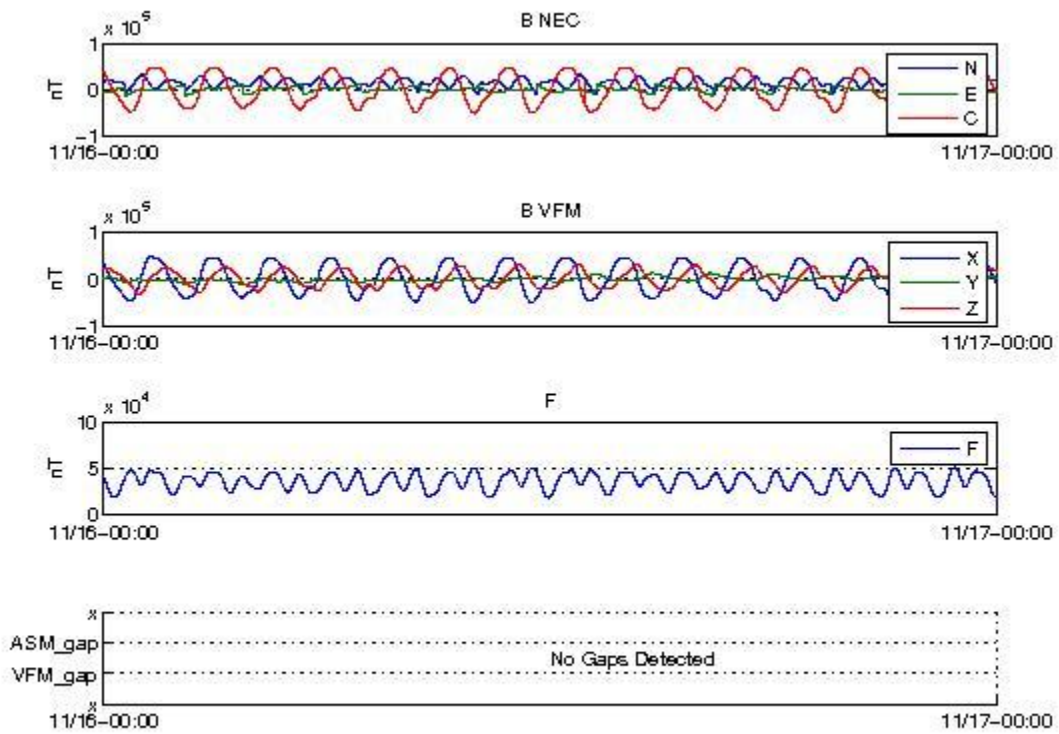 B NEC
x 10^5
1
0
−1
nT
N
E
C
11/16−00:00
11/17−00:00
B VFM
x 10^5
1
0
−1
nT
X
Y
Z
11/16−00:00
11/17−00:00
F
x 10^4
10
5
0
nT
F
11/16−00:00
11/17−00:00
x
ASM_gap
VFM_gap
x
No Gaps Detected
11/16−00:00
11/17−00:00